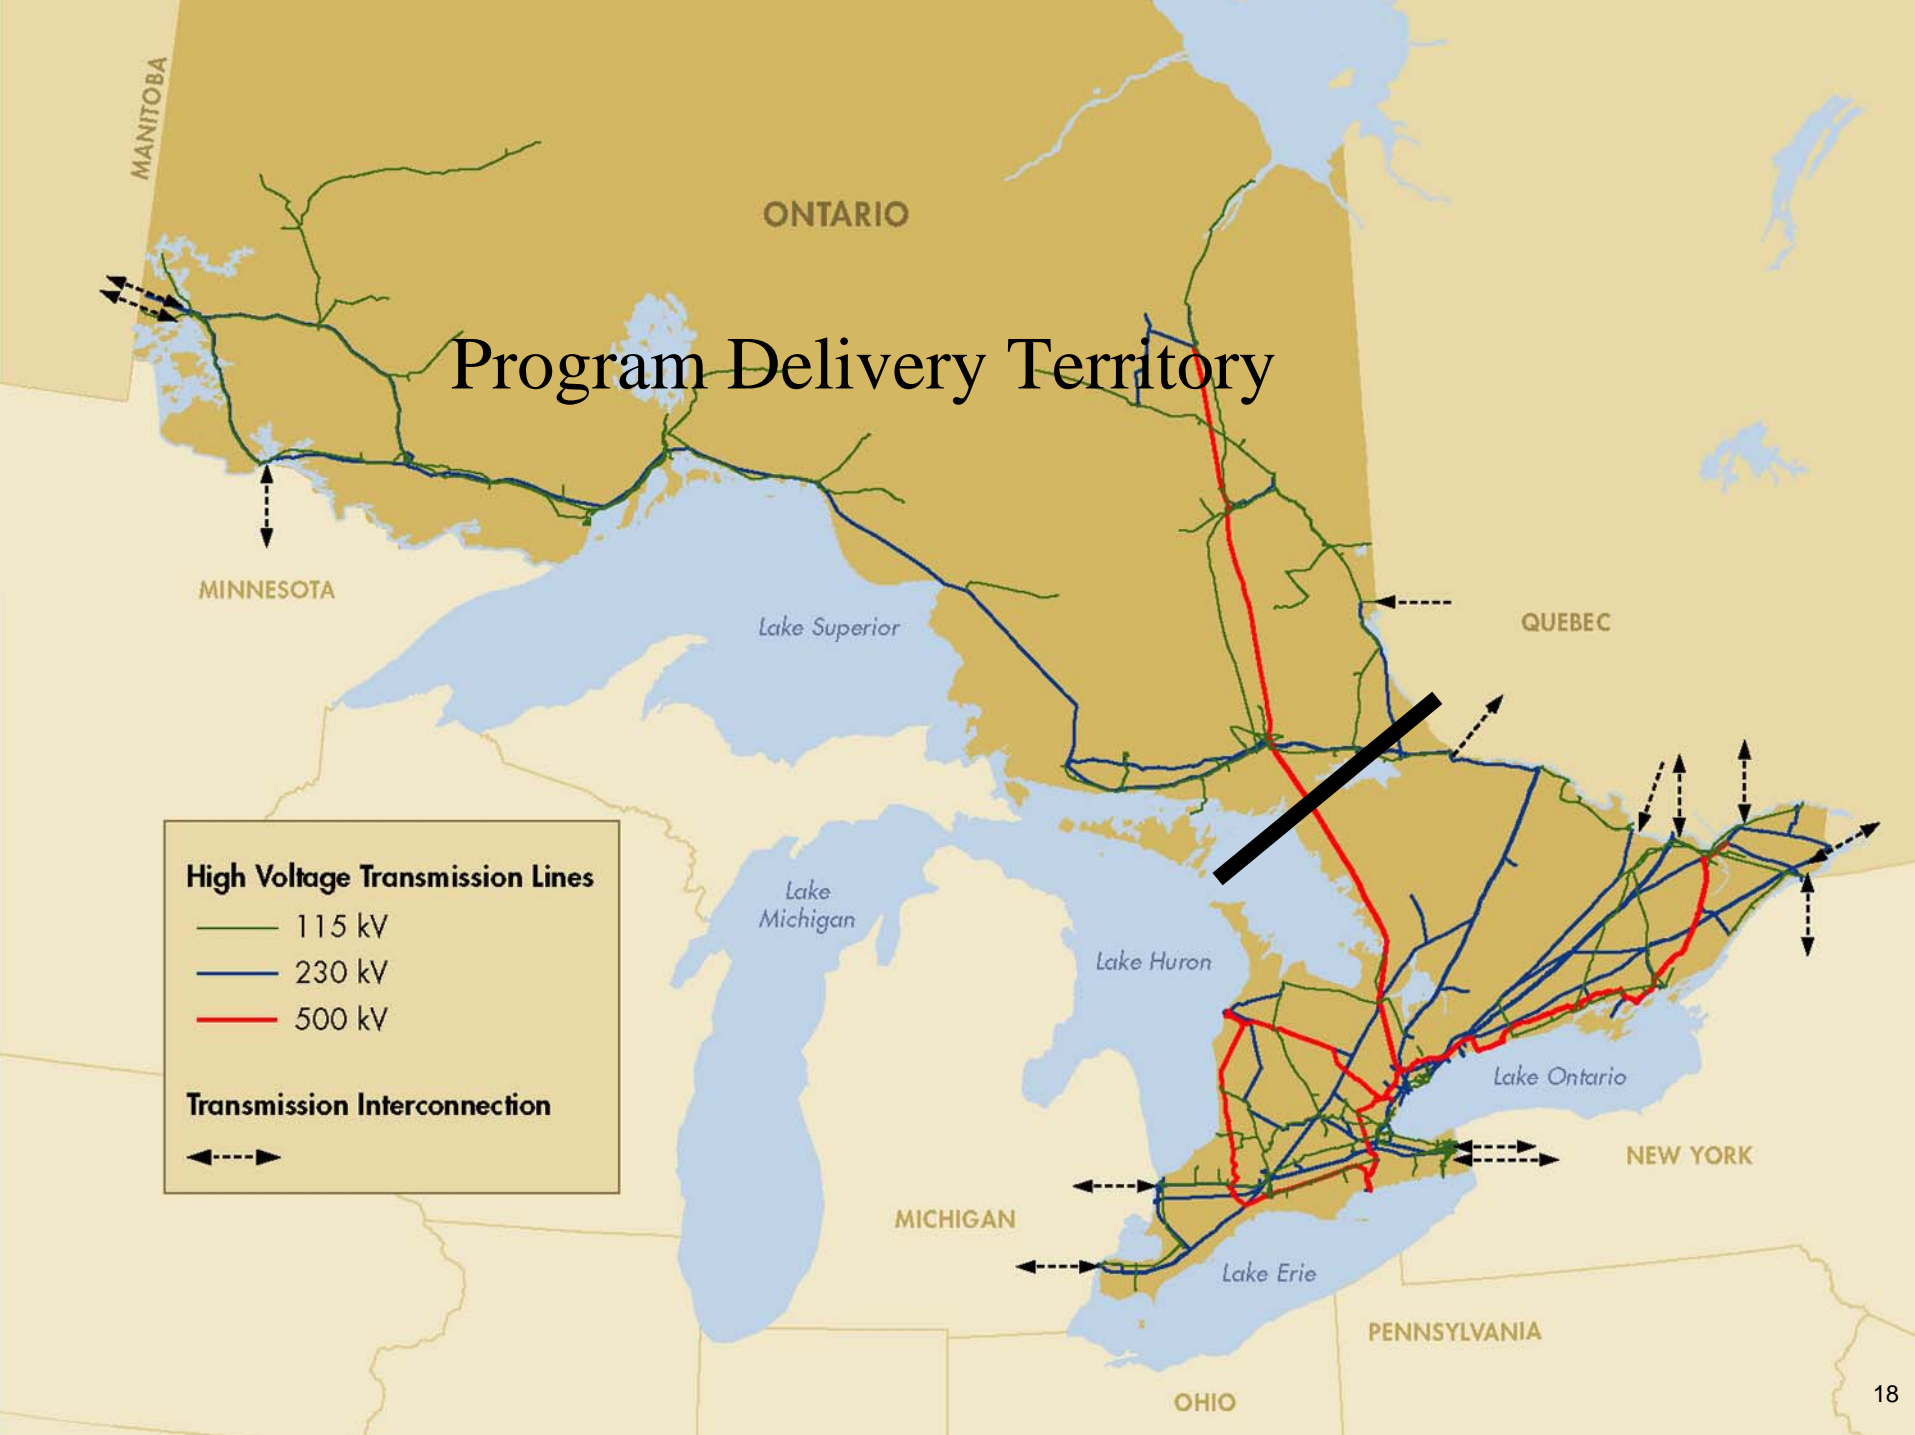 MANITOBA
ONTARIO
Program Delivery Territory
MINNESOTA
Lake Superior
QUEBEC
High Voltage Transmission Lines
115 kV
230 kV
500 kV
Transmission Interconnection
Lake
Michigan
Lake Huron
Lake Ontario
NEW YORK
MICHIGAN
Lake Erie
PENNSYLVANIA
OHIO
18